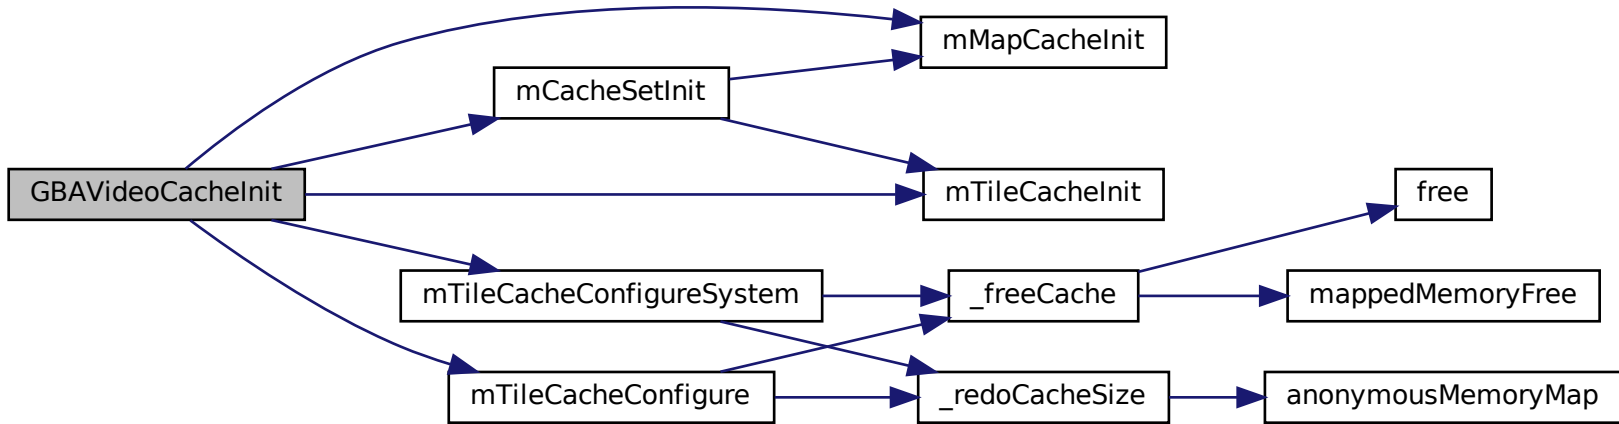 mMapCacheInit
mCacheSetInit
GBAVideoCacheInit
mTileCacheInit
free
mTileCacheConfigureSystem
_freeCache
mappedMemoryFree
mTileCacheConfigure
_redoCacheSize
anonymousMemoryMap